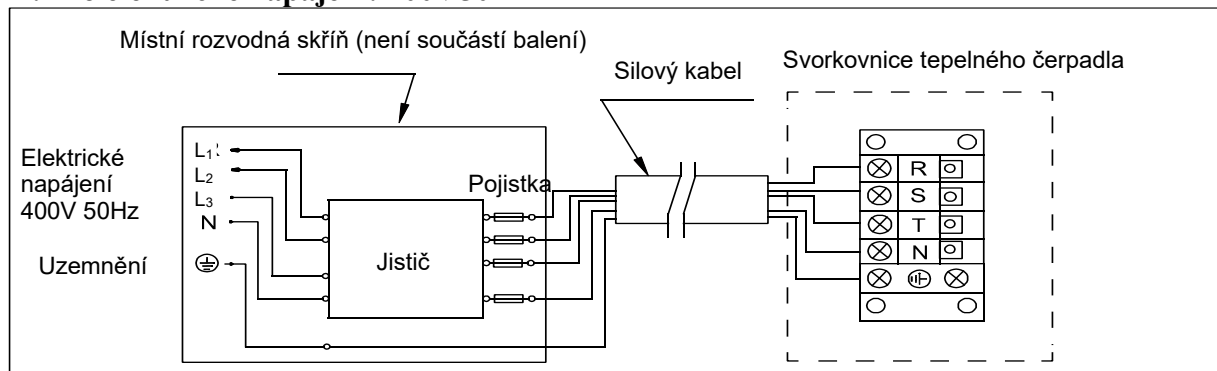 Místní rozvodná skříň (není součástí balení)
Silový kabel
Svorkovnice tepelného čerpadla
Elektrické
napájení
400V 50Hz
Uzemnění
L1
L2
L3
N
Pojistka
Jistič
R
S
T
N